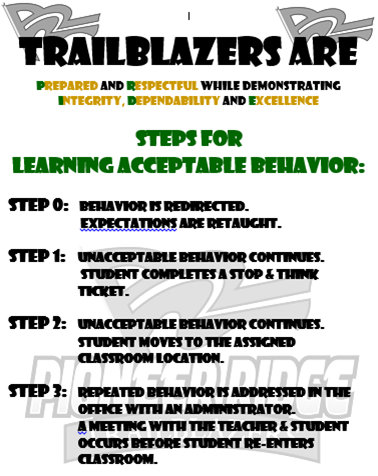 TRAILBLAZERS ARE
PREPARED AND RESPECTFUL WHILE DEMONSTRATING
INTEGRITY, DEPENDABILITY AND EXCELLENCE
STEPS FOR
LEARNING ACCEPTABLE BEHAVIOR:
STEP 0: BEHAVIOR IS REDIRECTED.
EXPECTATIONS ARE RETAUGHT.
STEP 1: UNACCEPTABLE BEHAVIOR CONTINUES.
STUDENT COMPLETES A STOP & THINK
TICKET.
STEP 2: UNACCEPTABLE BEHAVIOR CONTINUES.
STUDENT MOVES TO THE ASSIGNED
CLASSROOM LOCATION.
PIONEER RIDGE
STEP 3: REPEATED BEHAVIOR IS ADDRESSED IN THE
OFFICE WITH AN ADMINISTRATOR.
A MEETING WITH THE TEACHER & STUDENT
OCCURS BEFORE STUDENT RE-ENTERS
CLASSROOM.